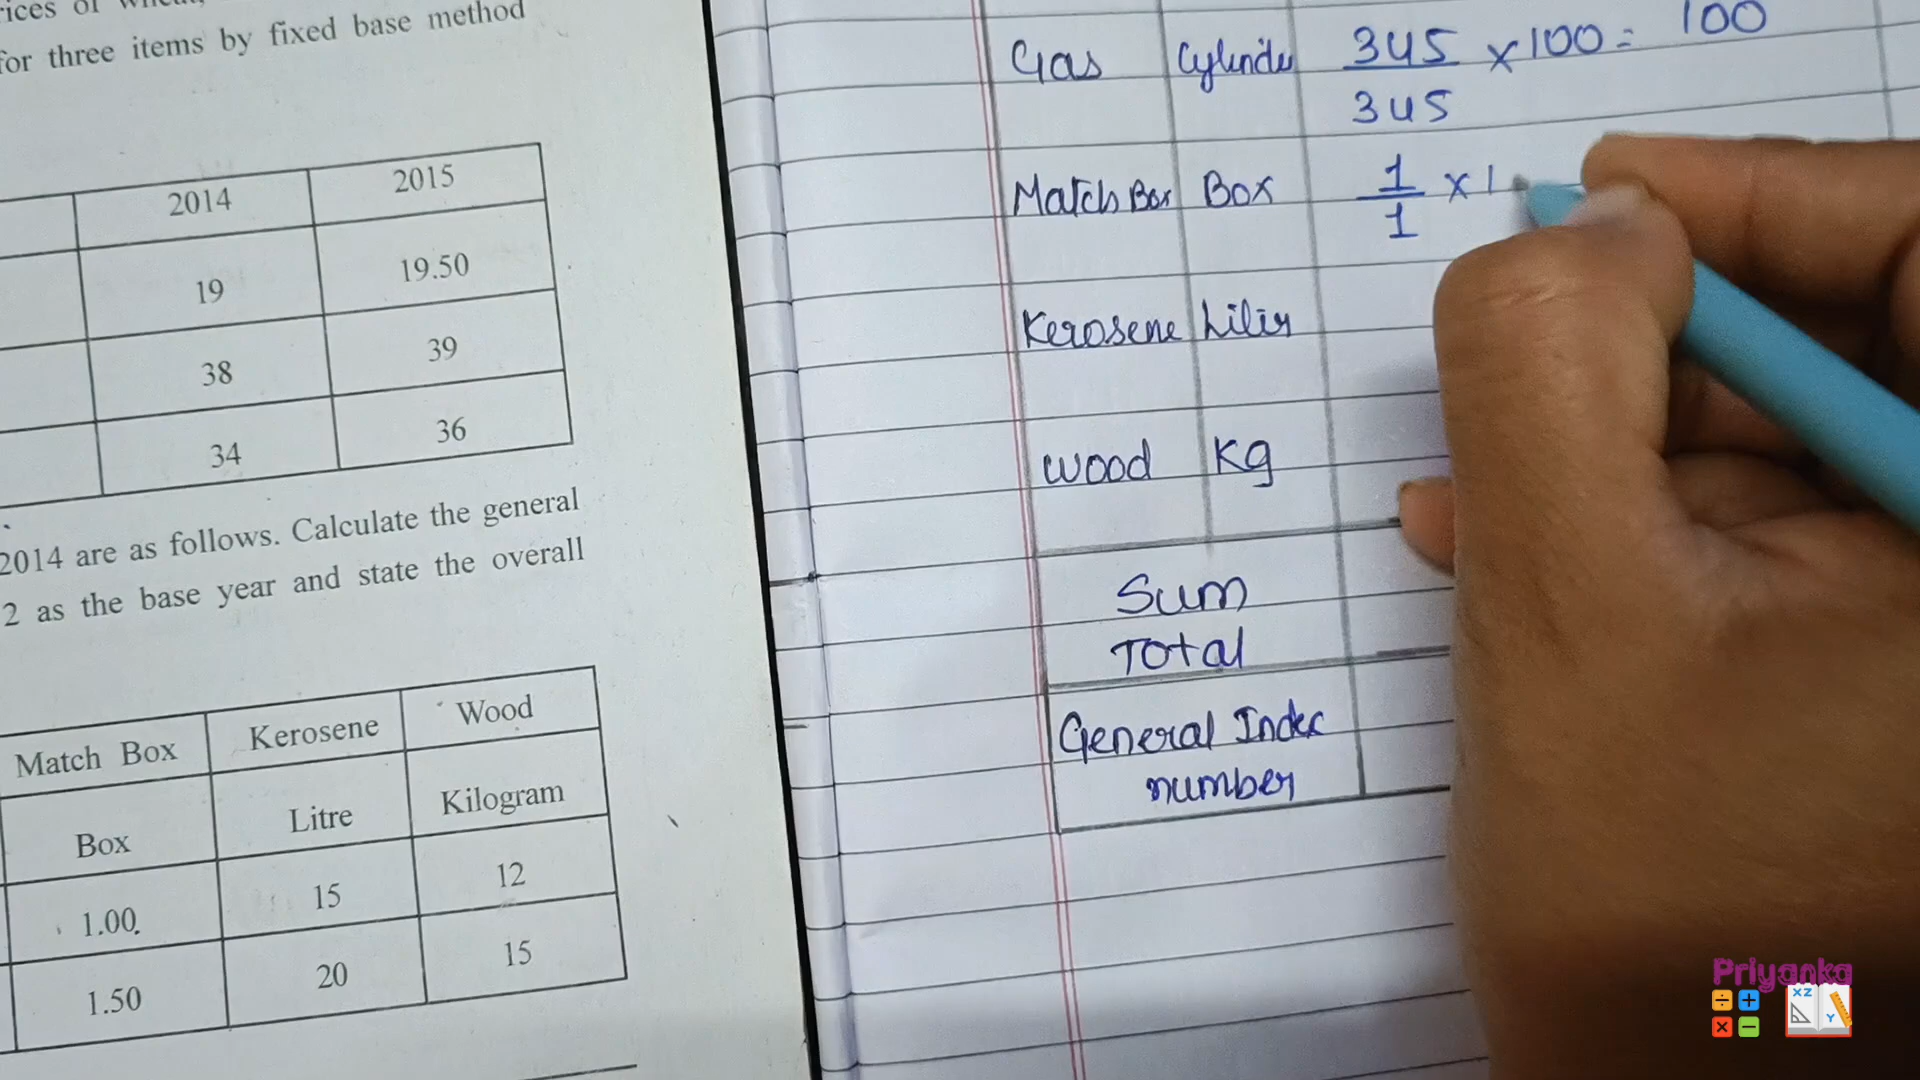 for three items by fixed base method
2014 2015
19 19.50
38 39
34 36
2014 are as follows. Calculate the general
2 as the base year and state the overall
Match Box Kerosene Wood
Box Litre Kilogram
1.00 15 12
1.50 20 15
Gas Cylinder 345 × 100 = 100
345
Match Box Box 1 × 1
1
Kerosene
Wood Kg
Sum
Total
General Index
number
Priyanka
÷ + XZ
× − Y